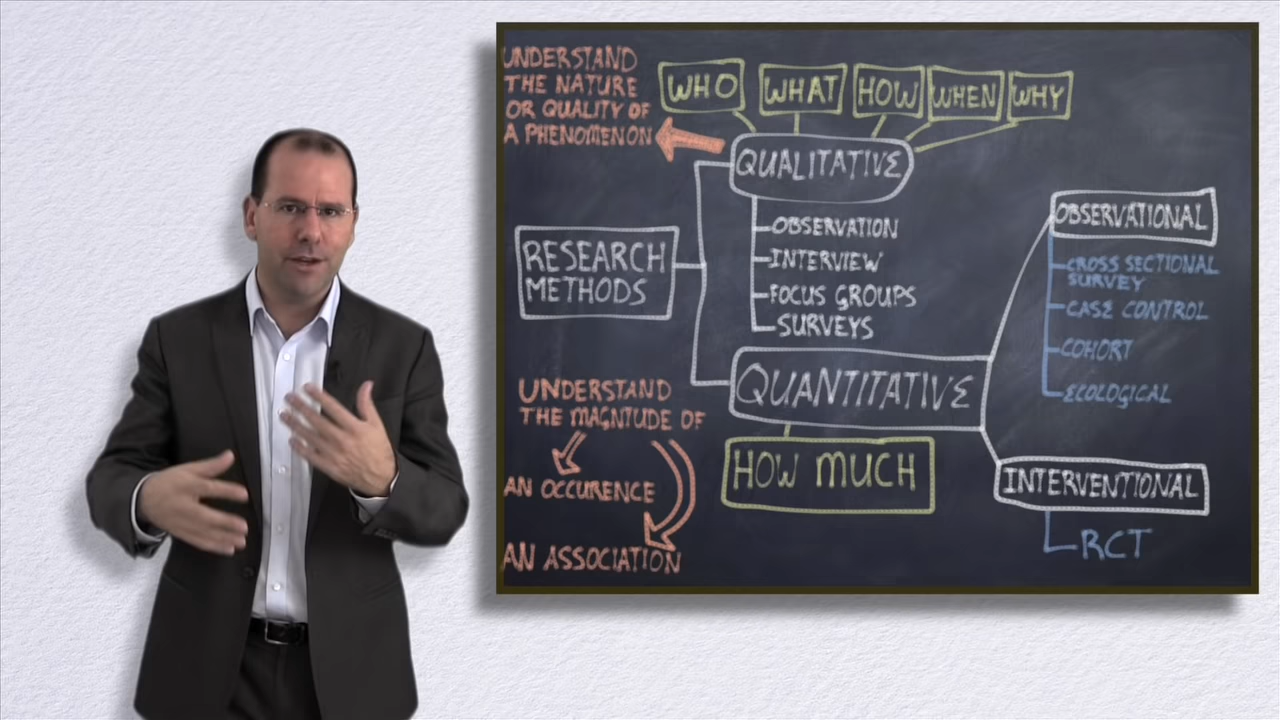 UNDERSTAND
THE NATURE
OR QUALITY OF
A PHENOMENON
WHO
WHAT
HOW
WHEN
WHY
QUALITATIVE
OBSERVATION
INTERVIEW
FOCUS GROUPS
SURVEYS
RESEARCH
METHODS
QUANTITATIVE
HOW MUCH
UNDERSTAND
THE MAGNITUDE OF
AN OCCURENCE
AN ASSOCIATION
OBSERVATIONAL
CROSS SECTIONAL
SURVEY
CASE CONTROL
COHORT
ECOLOGICAL
INTERVENTIONAL
RCT